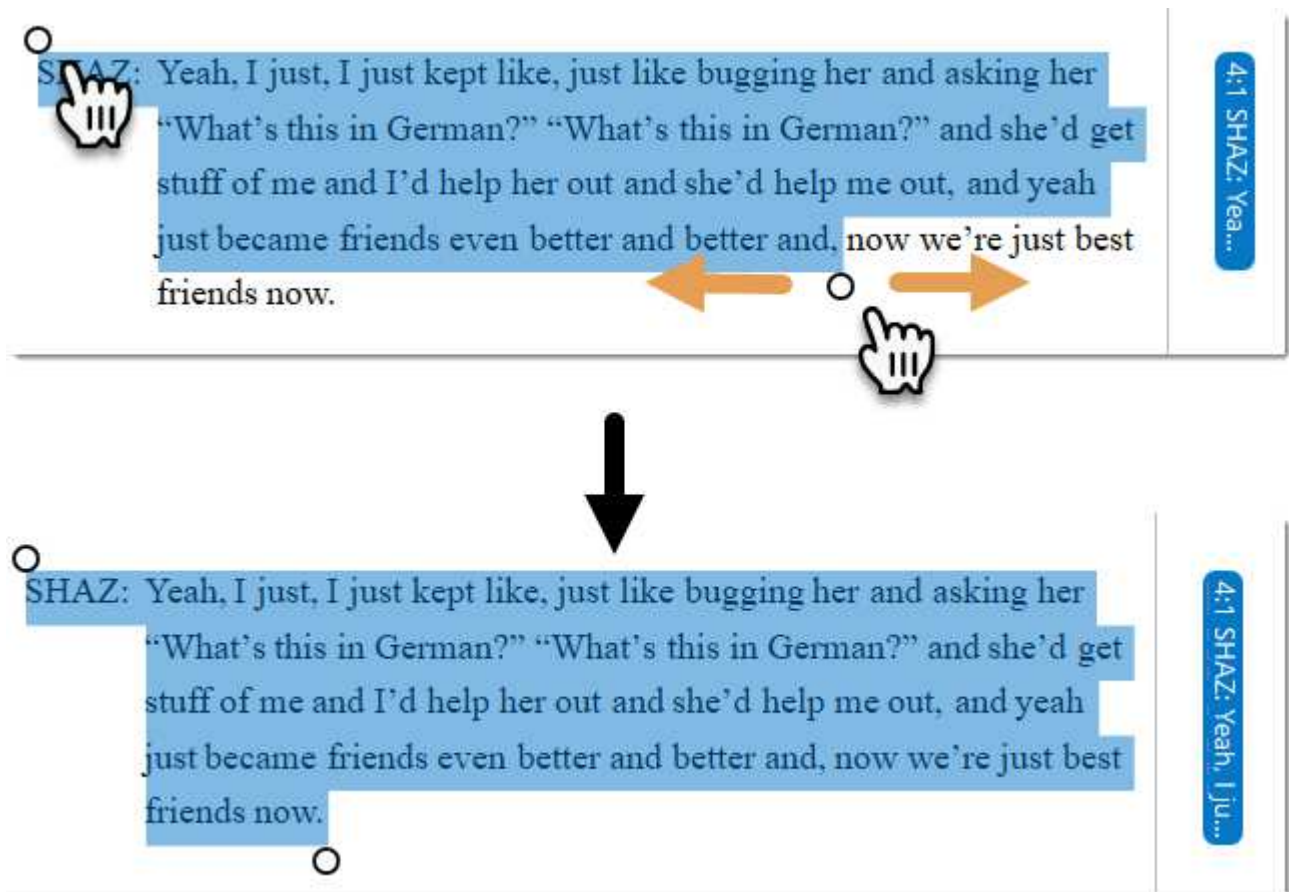 SHAZ: Yeah, I just, I just kept like, just like bugging her and asking her
“What’s this in German?” “What’s this in German?” and she’d get
stuff of me and I’d help her out and she’d help me out, and yeah
just became friends even better and better and, now we’re just best
friends now.
4:1 SHAZ: Yea...
SHAZ: Yeah, I just, I just kept like, just like bugging her and asking her
“What’s this in German?” “What’s this in German?” and she’d get
stuff of me and I’d help her out and she’d help me out, and yeah
just became friends even better and better and, now we’re just best
friends now.
4:1 SHAZ: Yeah, I ju...